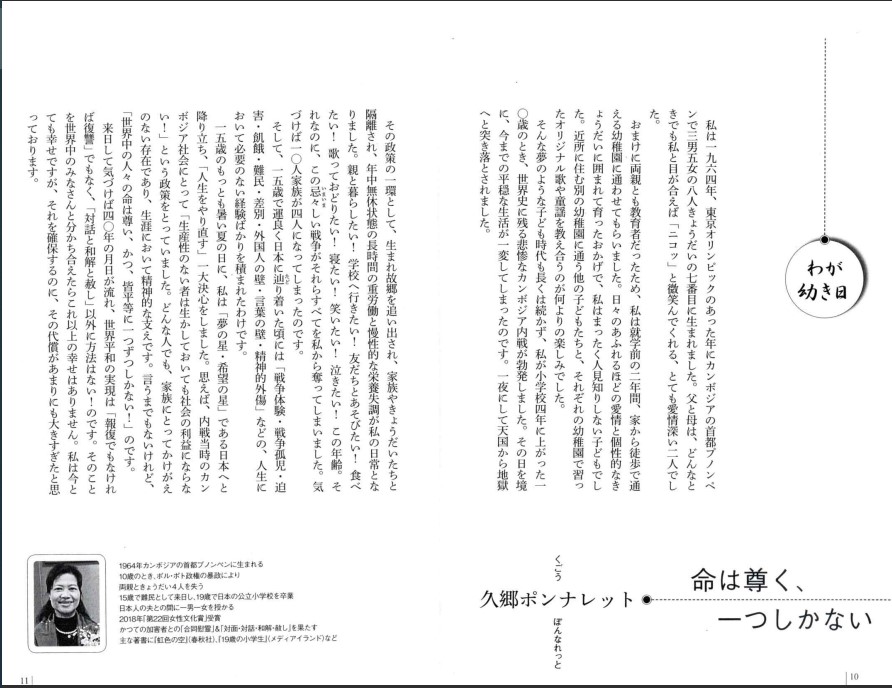 わが
幼き日
命は尊く、
一つしかない
くごう ぽんなれっと
久郷ポンナレット
私は一九六四年、東京オリンピックのあった年にカンボジアの首都プノンペ
ンで三男五女の八人きょうだいの七番目に生まれました。父と母は、どんなと
きでも私と目が合えば「ニコッ」と微笑んでくれる、とても愛情深い二人でし
た。
おまけに両親とも教育者だったため、私は就学前の二年間、家から徒歩で通
える幼稚園に通わせてもらいました。日々のあふれるほどの愛情と個性的なき
ょうだいに囲まれて育ったおかげで、私はまったく人見知りしない子どもでし
た。近所に住む別の幼稚園に通う他の子どもたちと、それぞれの幼稚園で習っ
たオリジナル歌や童謡を教え合うのが何よりの楽しみでした。
そんな夢のような子ども時代も長くは続かず、私が小学校四年に上がった一
〇歳のとき、世界史に残る悲惨なカンボジア内戦が勃発しました。その日を境
に、今までの平穏な生活が一変してしまったのです。一夜にして天国から地獄
へと突き落とされました。
10
その政策の一環として、生まれ故郷を追い出され、家族やきょうだいたちと
隔離され、年中無休状態の長時間の重労働と慢性的な栄養失調が私の日常とな
りました。親と暮らしたい！ 学校へ行きたい！ 友だちとあそびたい！ 食べ
たい！ 歌っておどりたい！ 寝たい！ 笑いたい！ 泣きたい！ この年齢。そ
れなのに、この忌々しい戦争がそれらすべてを私から奪ってしまいました。気
づけば一〇人家族が四人になってしまったのです。
そして、一五歳で運良く日本に辿り着いた頃には「戦争体験・戦争孤児・迫
害・飢餓・難民・差別・外国人の壁・言葉の壁・精神的外傷」などの、人生に
おいて必要のない経験ばかりを積まれたわけです。
一五歳のもっとも暑い夏の日に、私は「夢の星・希望の星」である日本へと
降り立ち、「人生をやり直す」一大決心をしました。思えば、内戦当時のカン
ボジア社会にとって「生産性のない者は生かしておいても社会の利益にならな
い！」という政策をとっていました。どんな人でも、家族にとってかけがえ
のない存在であり、生涯において精神的な支えです。言うまでもないけれど、
「世界中の人々の命は尊い、かつ、皆平等に一つずつしかない！」のです。
来日して気づけば四〇年の月日が流れ、世界平和の実現は「報復でもなけれ
ば復讐」でもなく、「対話と和解と赦し」以外に方法はない！のです。そのこと
を世界中のみなさんと分かち合えたらこれ以上の幸せはありません。私は今と
ても幸せですが、それを確保するのに、その代償があまりにも大きすぎたと思
っております。
1964年カンボジアの首都プノンペンに生まれる
10歳のとき、ポル・ポト政権の暴政により
両親ときょうだい4人を失う
15歳で難民として来日し、19歳で日本の公立小学校を卒業
日本人の夫との間に一男一女を授かる
2018年「第22回女性文化賞」受賞
かつての加害者との「合同慰霊」&「対面・対話・和解・赦し」を果たす
主な著書に『虹色の空』(春秋社)、『19歳の小学生』(メディアイランド)など
11